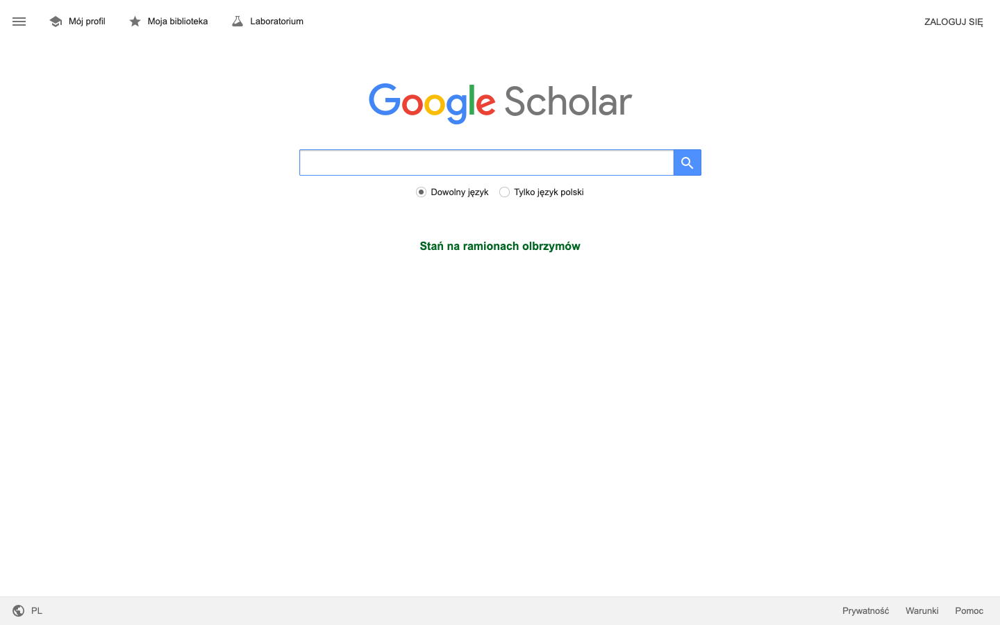 Mój profil
Moja biblioteka
Laboratorium
ZALOGUJ SIĘ
Google Scholar
Dowolny język
Tylko język polski
Stań na ramionach olbrzymów
PL
Prywatność
Warunki
Pomoc